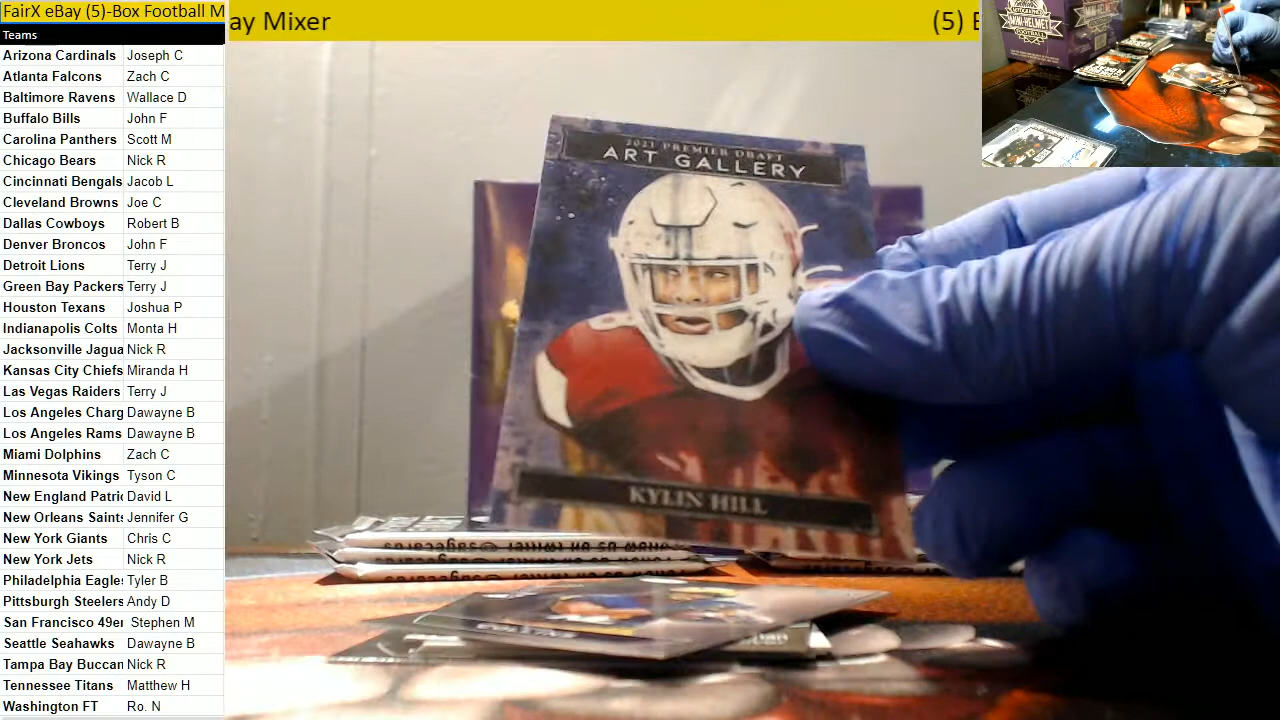 FairX eBay (5)-Box Football M
ay Mixer
(5) E
Teams
Arizona Cardinals Joseph C
Atlanta Falcons Zach C
Baltimore Ravens Wallace D
Buffalo Bills John F
Carolina Panthers Scott M
Chicago Bears Nick R
Cincinnati Bengals Jacob L
Cleveland Browns Joe C
Dallas Cowboys Robert B
Denver Broncos John F
Detroit Lions Terry J
Green Bay Packers Terry J
Houston Texans Joshua P
Indianapolis Colts Monta H
Jacksonville Jagua Nick R
Kansas City Chiefs Miranda H
Las Vegas Raiders Terry J
Los Angeles Charg Dawayne B
Los Angeles Rams Dawayne B
Miami Dolphins Zach C
Minnesota Vikings Tyson C
New England Patri David L
New Orleans Saints Jennifer G
New York Giants Chris C
New York Jets Nick R
Philadelphia Eagle Tyler B
Pittsburgh Steelers Andy D
San Francisco 49er Stephen M
Seattle Seahawks Dawayne B
Tampa Bay Buccan Nick R
Tennessee Titans Matthew H
Washington FT Ro. N
2021 PREMIER DRAFT
ART GALLERY
KYLIN HILL
MINI-HELMET
FOOTBALL